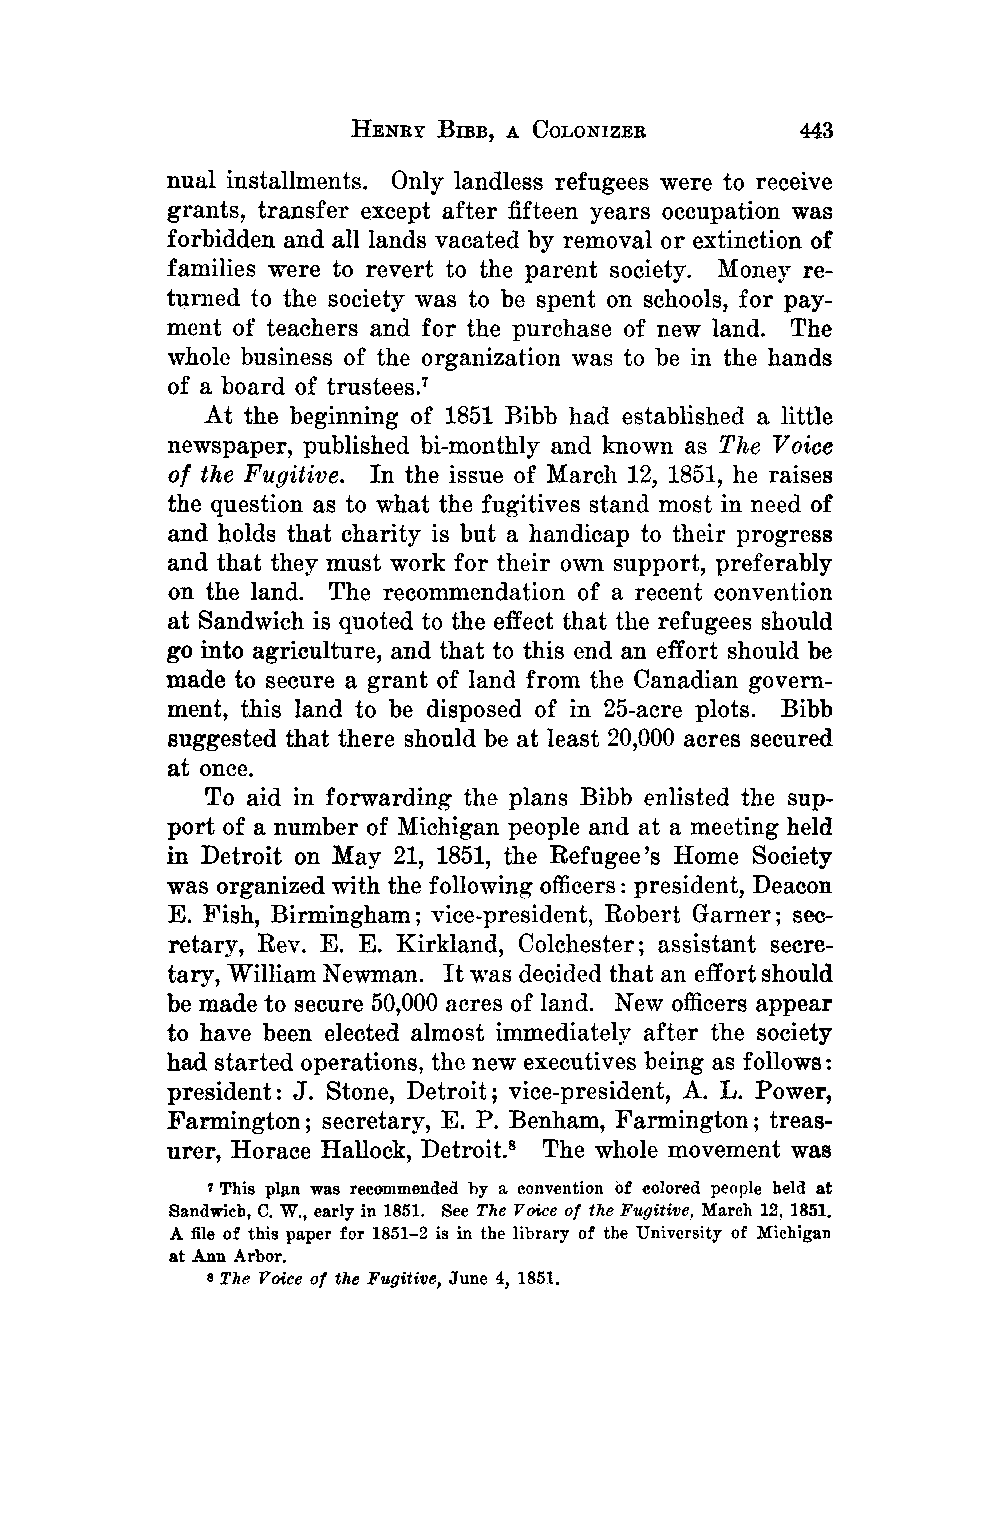 HENRY BIBB, A COLONIZER 443
nual installments. Only landless refugees were to receive
grants, transfer except after fifteen years occupation was
forbidden and all lands vacated by removal or extinction of
families were to revert to the parent society. Money re-
turned to the society was to be spent on schools, for pay-
ment of teachers and for the purchase of new land. The
whole business of the organization was to be in the hands
of a board of trustees.⁷
At the beginning of 1851 Bibb had established a little
newspaper, published bi-monthly and known as The Voice
of the Fugitive. In the issue of March 12, 1851, he raises
the question as to what the fugitives stand most in need of
and holds that charity is but a handicap to their progress
and that they must work for their own support, preferably
on the land. The recommendation of a recent convention
at Sandwich is quoted to the effect that the refugees should
go into agriculture, and that to this end an effort should be
made to secure a grant of land from the Canadian govern-
ment, this land to be disposed of in 25-acre plots. Bibb
suggested that there should be at least 20,000 acres secured
at once.
To aid in forwarding the plans Bibb enlisted the sup-
port of a number of Michigan people and at a meeting held
in Detroit on May 21, 1851, the Refugee's Home Society
was organized with the following officers: president, Deacon
E. Fish, Birmingham; vice-president, Robert Garner; sec-
retary, Rev. E. E. Kirkland, Colchester; assistant secre-
tary, William Newman. It was decided that an effort should
be made to secure 50,000 acres of land. New officers appear
to have been elected almost immediately after the society
had started operations, the new executives being as follows:
president: J. Stone, Detroit; vice-president, A. L. Power,
Farmington; secretary, E. P. Benham, Farmington; treas-
urer, Horace Hallock, Detroit.⁸ The whole movement was
⁷ This plan was recommended by a convention of colored people held at
Sandwich, C. W., early in 1851. See The Voice of the Fugitive, March 12, 1851.
A file of this paper for 1851-2 is in the library of the University of Michigan
at Ann Arbor.
⁸ The Voice of the Fugitive, June 4, 1851.